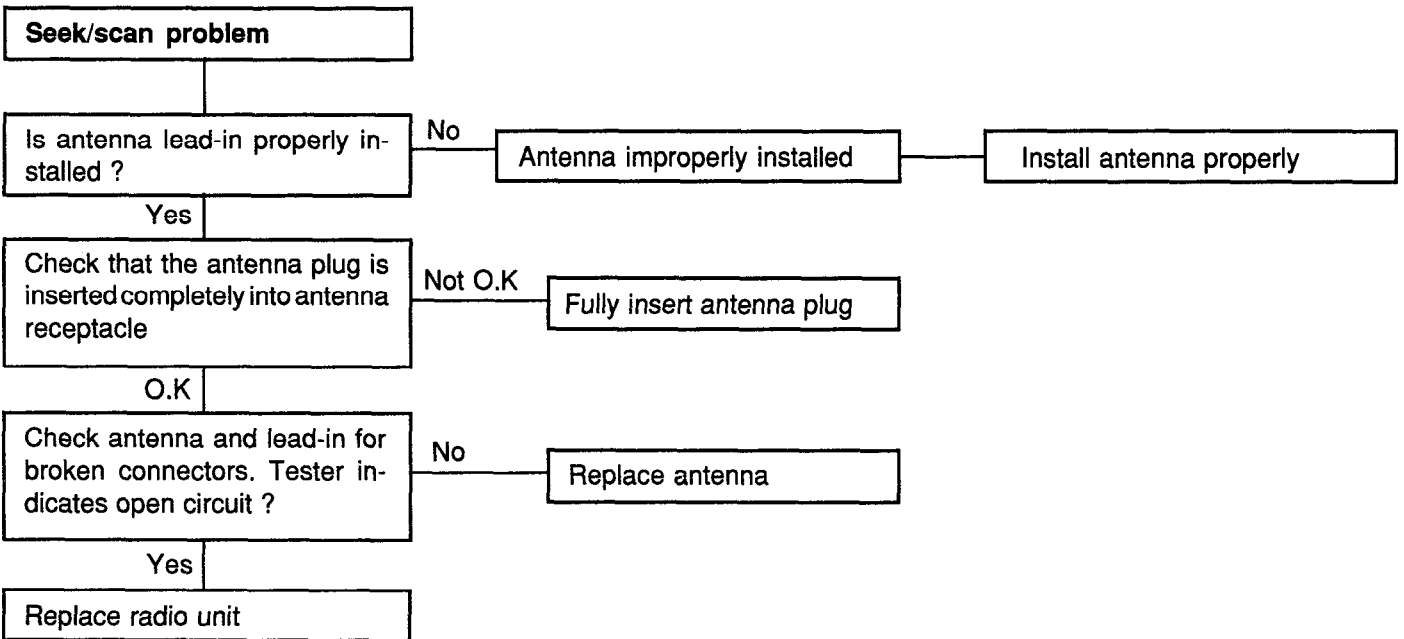 Seek/scan problem
Is antenna lead-in properly in-
stalled ?
No
Antenna improperly installed
Install antenna properly
Yes
Check that the antenna plug is
inserted completely into antenna
receptacle
Not O.K
Fully insert antenna plug
O.K
Check antenna and lead-in for
broken connectors. Tester in-
dicates open circuit ?
No
Replace antenna
Yes
Replace radio unit